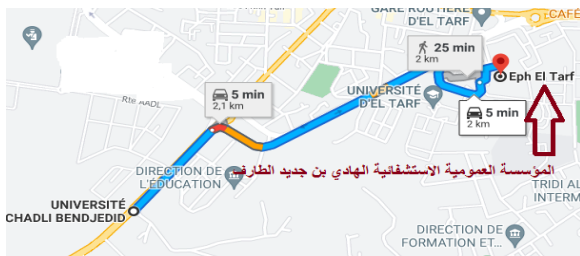 CAFÉ
GARE ROUTIÈRE
D'EL TARF
25 min
2 km
Eph El Tarf
UNIVERSITÉ
D'EL TARF
5 min
2,1 km
Rte AADL
5 min
2 km
المؤسسة العمومية الاستشفائية الهادي بن جديد الطارف
DIRECTION DE
L'ÉDUCATION
TRIDI AL
INTERM
UNIVERSITÉ
CHADLI BENDJEDID
DIRECTION DE
FORMATION ET...